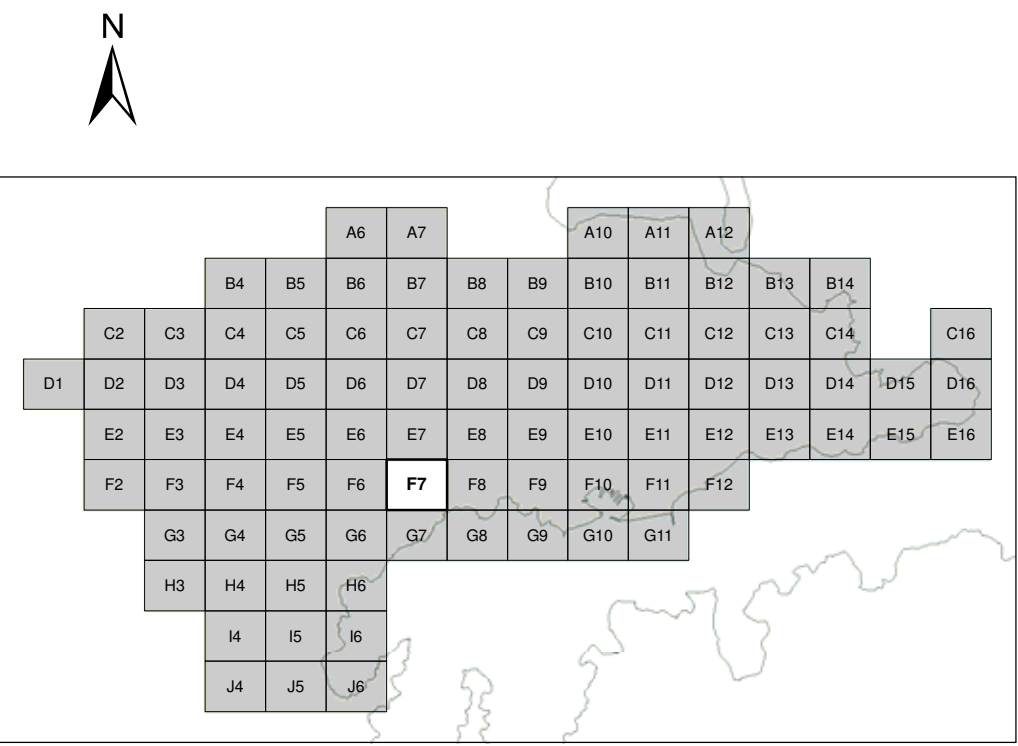 N
A6 A7 A10 A11 A12
B4 B5 B6 B7 B8 B9 B10 B11 B12 B13 B14
C2 C3 C4 C5 C6 C7 C8 C9 C10 C11 C12 C13 C14 C16
D1 D2 D3 D4 D5 D6 D7 D8 D9 D10 D11 D12 D13 D14 D15 D16
E2 E3 E4 E5 E6 E7 E8 E9 E10 E11 E12 E13 E14 E15 E16
F2 F3 F4 F5 F6 F7 F8 F9 F10 F11 F12
G3 G4 G5 G6 G7 G8 G9 G10 G11
H3 H4 H5 H6
I4 I5 I6
J4 J5 J6